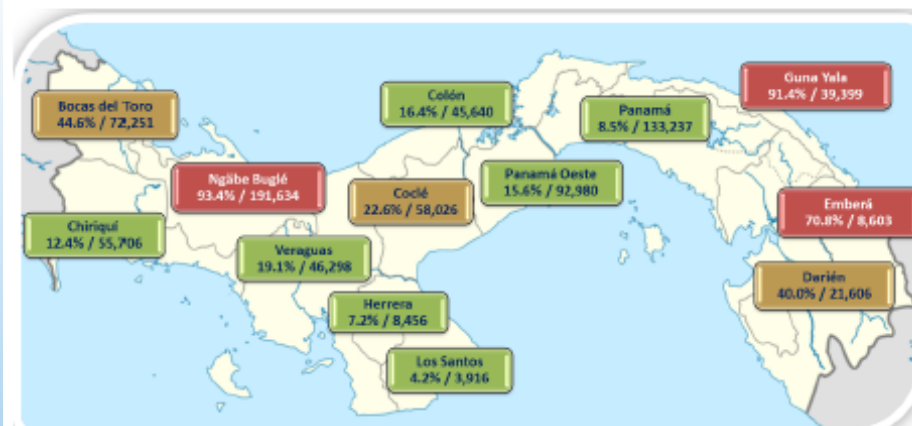 Guna Yala
91.4% / 39,399
Bocas del Toro
44.6% / 72,251
Colón
16.4% / 45,640
Panamá
8.5% / 133,237
Ngäbe Buglé
93.4% / 191,634
Panamá Oeste
15.6% / 92,980
Coclé
22.6% / 58,026
Emberá
70.8% / 8,603
Chiriquí
12.4% / 55,706
Veraguas
19.1% / 46,298
Darién
40.0% / 21,606
Herrera
7.2% / 8,456
Los Santos
4.2% / 3,916